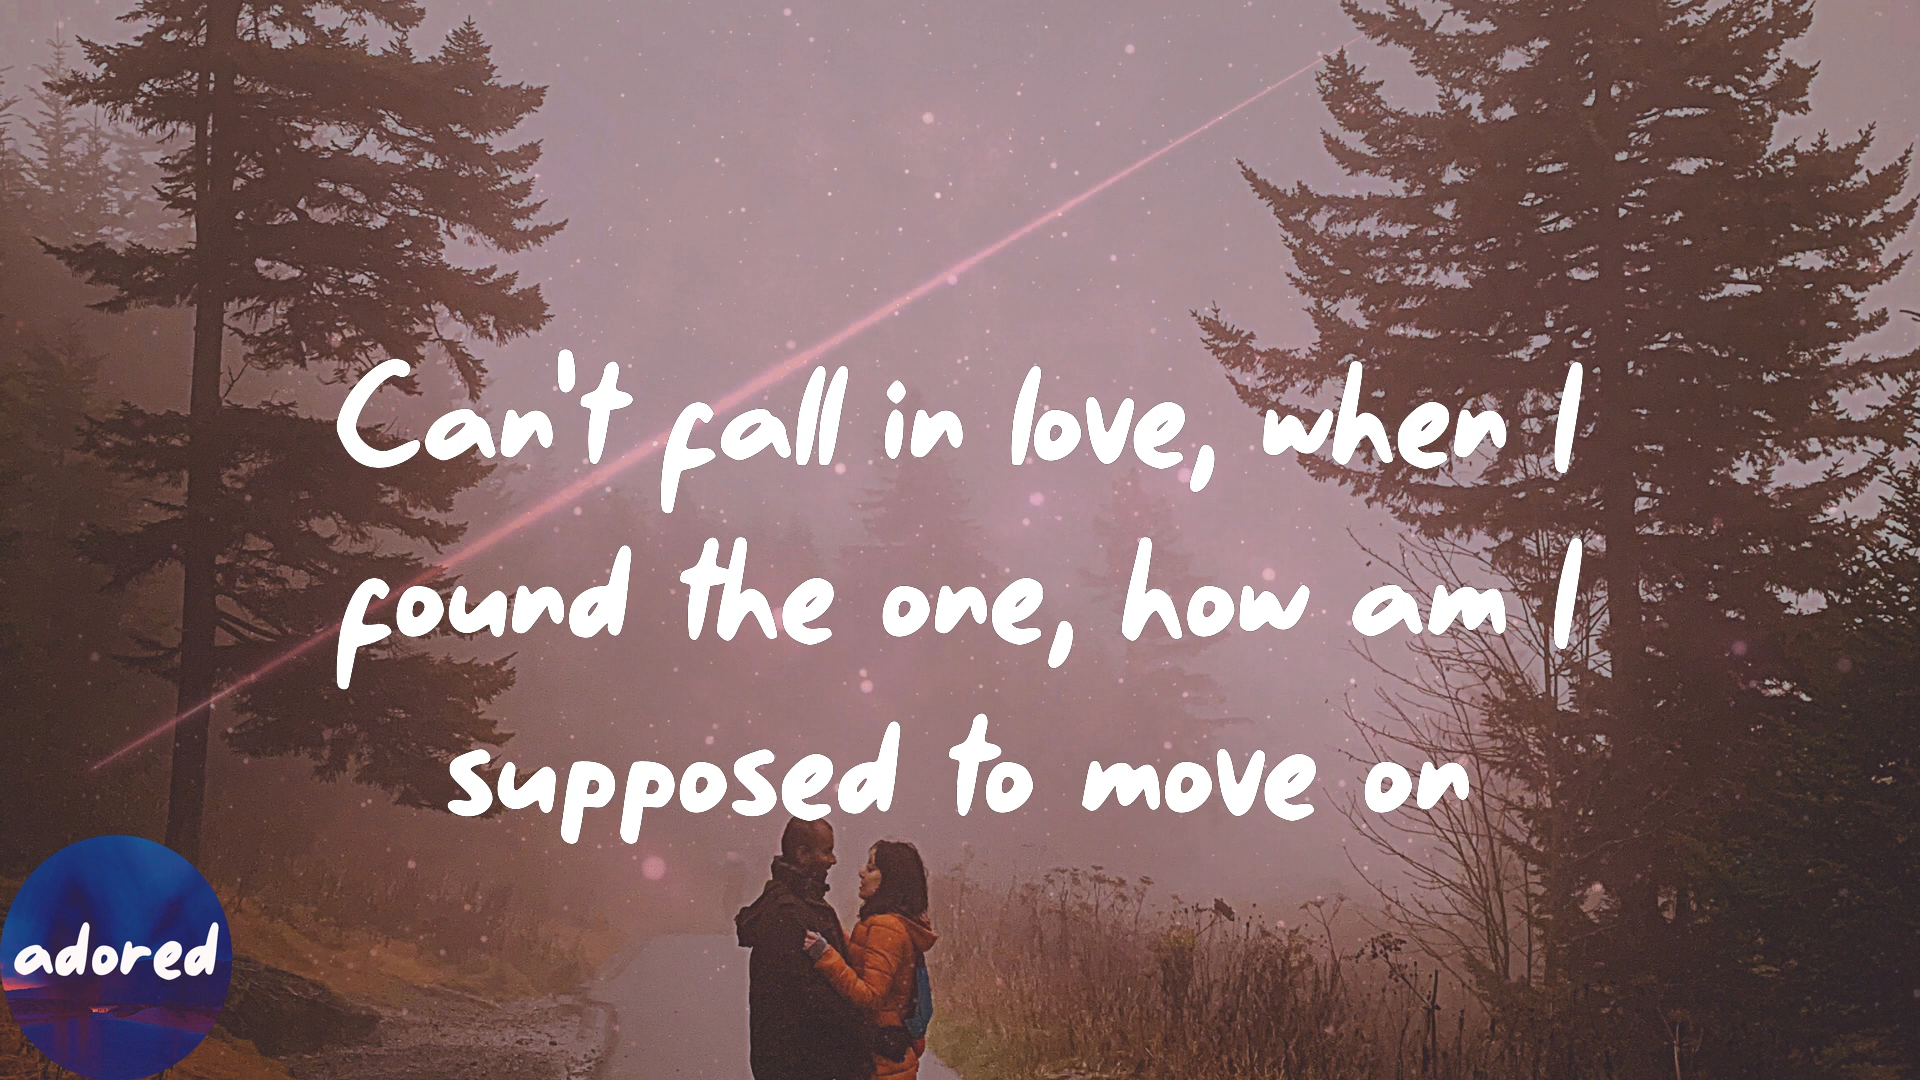 Can't fall in love, when I
found the one, how am I
supposed to move on
adored